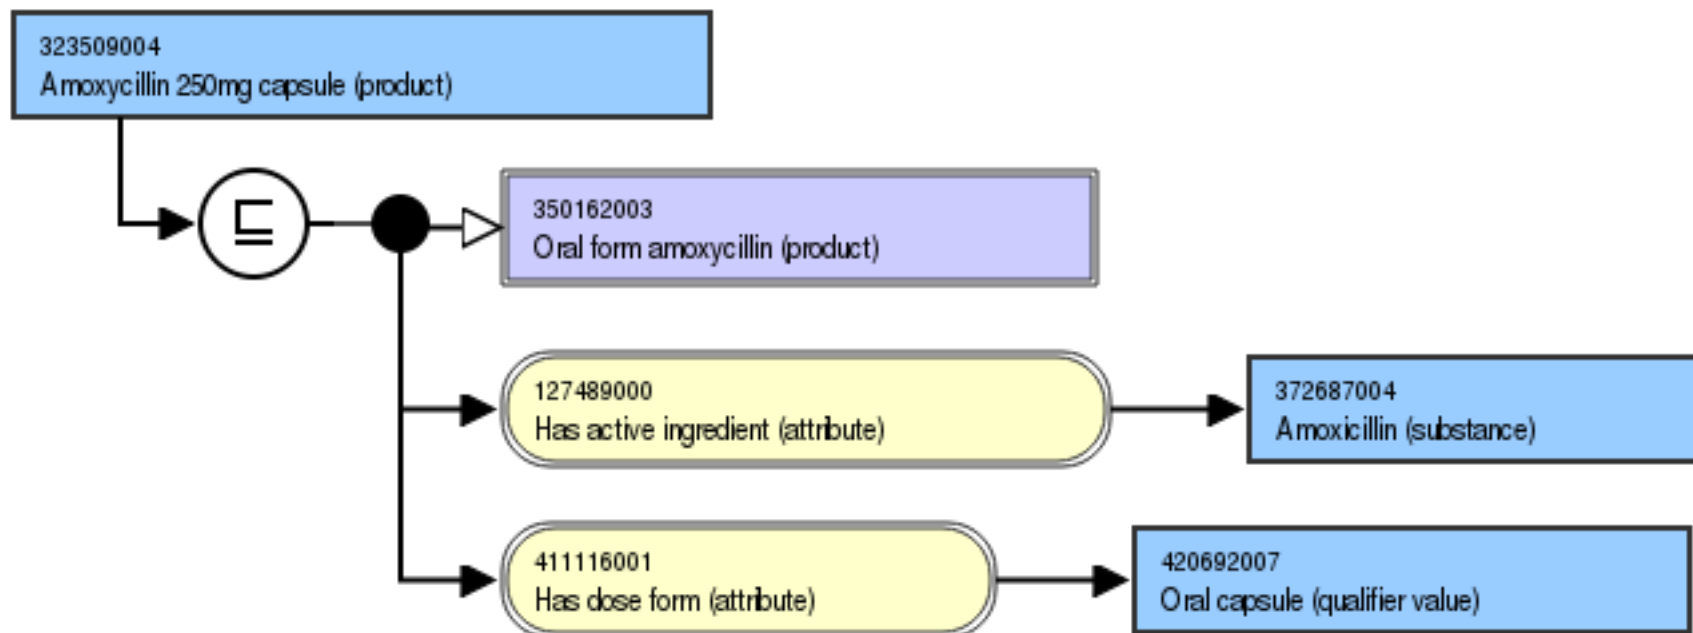 323509004
Amoxycillin 250mg capsule (product)
⊑
350162003
Oral form amoxycillin (product)
127489000
Has active ingredient (attribute)
372687004
Amoxicillin (substance)
411116001
Has dose form (attribute)
420692007
Oral capsule (qualifier value)